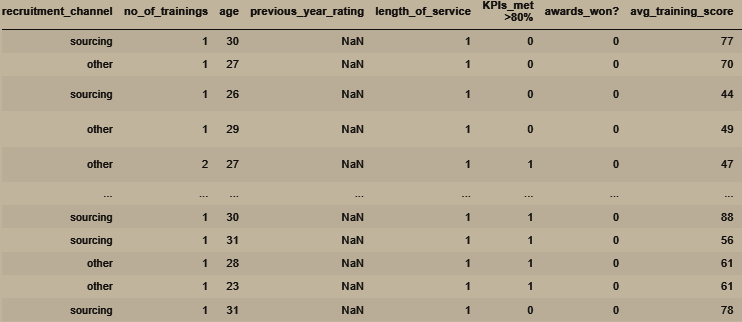 recruitment_channel no_of_trainings age previous_year_rating length_of_service KPIs_met >80% awards_won? avg_training_score
sourcing 1 30 NaN 1 0 0 77
other 1 27 NaN 1 0 0 70
sourcing 1 26 NaN 1 0 0 44
other 1 29 NaN 1 0 0 49
other 2 27 NaN 1 1 0 47
... ... ... ... ... ... ... ...
sourcing 1 30 NaN 1 1 0 88
sourcing 1 31 NaN 1 1 0 56
other 1 28 NaN 1 1 0 61
other 1 23 NaN 1 1 0 61
sourcing 1 31 NaN 1 0 0 78